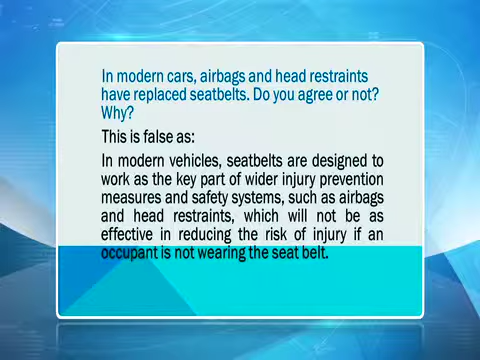 In modern cars, airbags and head restraints
have replaced seatbelts. Do you agree or not?
Why?
This is false as:
In modern vehicles, seatbelts are designed to
work as the key part of wider injury prevention
measures and safety systems, such as airbags
and head restraints, which will not be as
effective in reducing the risk of injury if an
occupant is not wearing the seat belt.